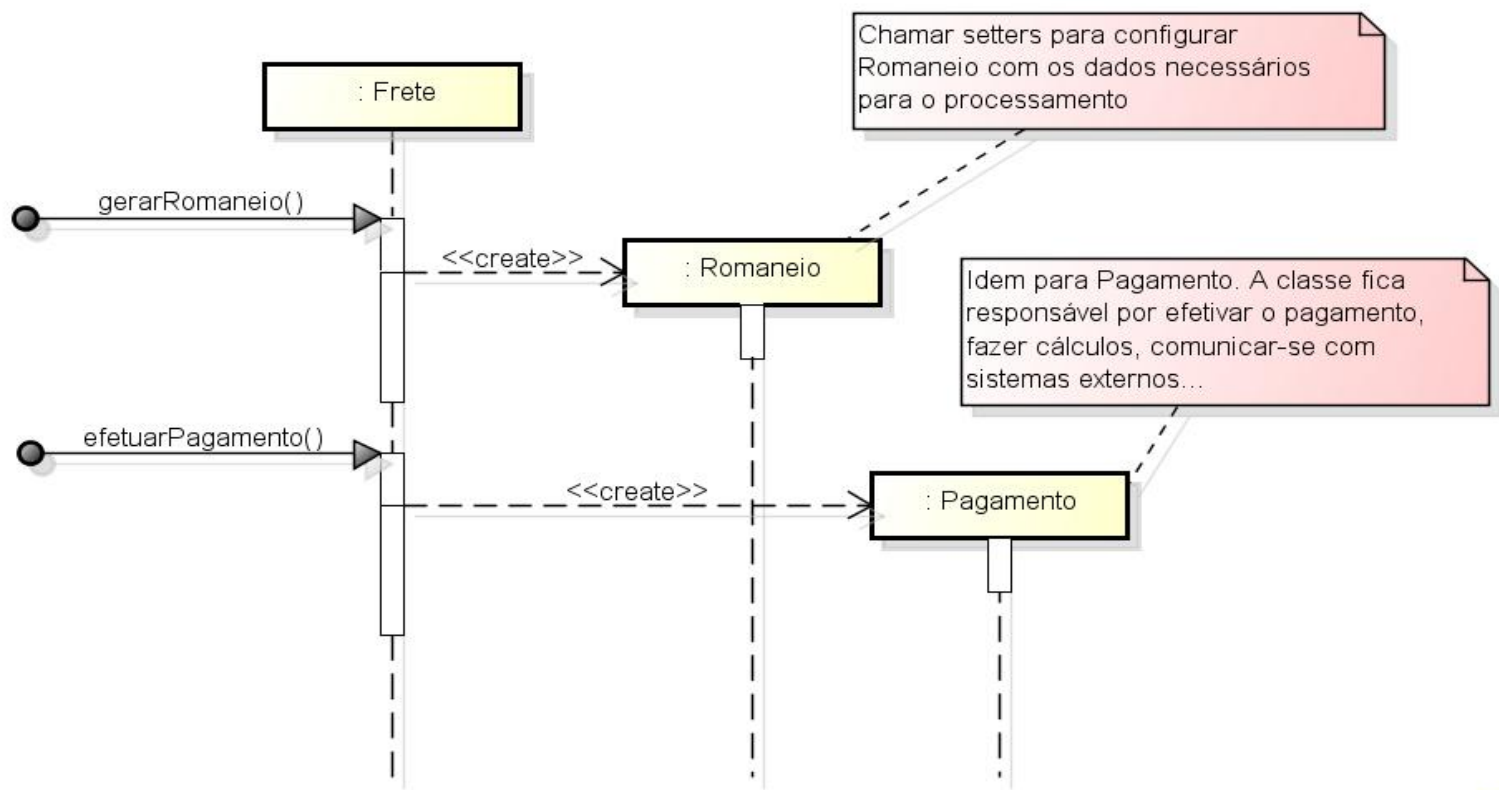 Chamar setters para configurar
Romaneio com os dados necessários
para o processamento
: Frete
gerarRomaneio()
<<create>>
: Romaneio
Idem para Pagamento. A classe fica
responsável por efetivar o pagamento,
fazer cálculos, comunicar-se com
sistemas externos...
efetuarPagamento()
<<create>>
: Pagamento